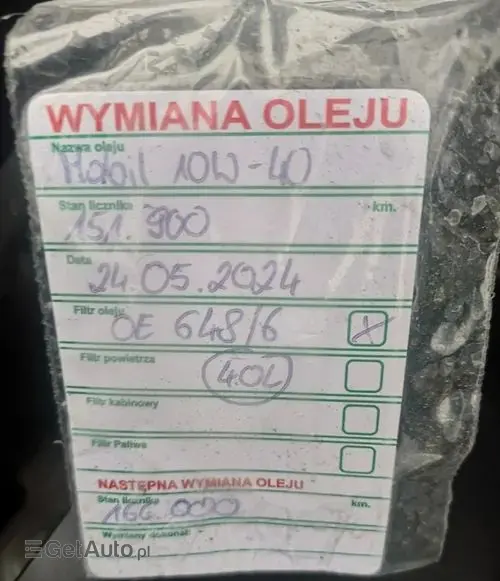 WYMIANA OLEJU
Nazwa oleju
Mobil 10W-40
Stan licznika km.
151.900
Data
24.05.2024
Filtr oleju
OE 648/6 X
Filtr powietrza
4.0L
Filtr kabinowy
Filtr Paliwa
NASTĘPNA WYMIANA OLEJU
Stan licznika km.
166.000
Wymiany dokonał:
GetAuto.pl